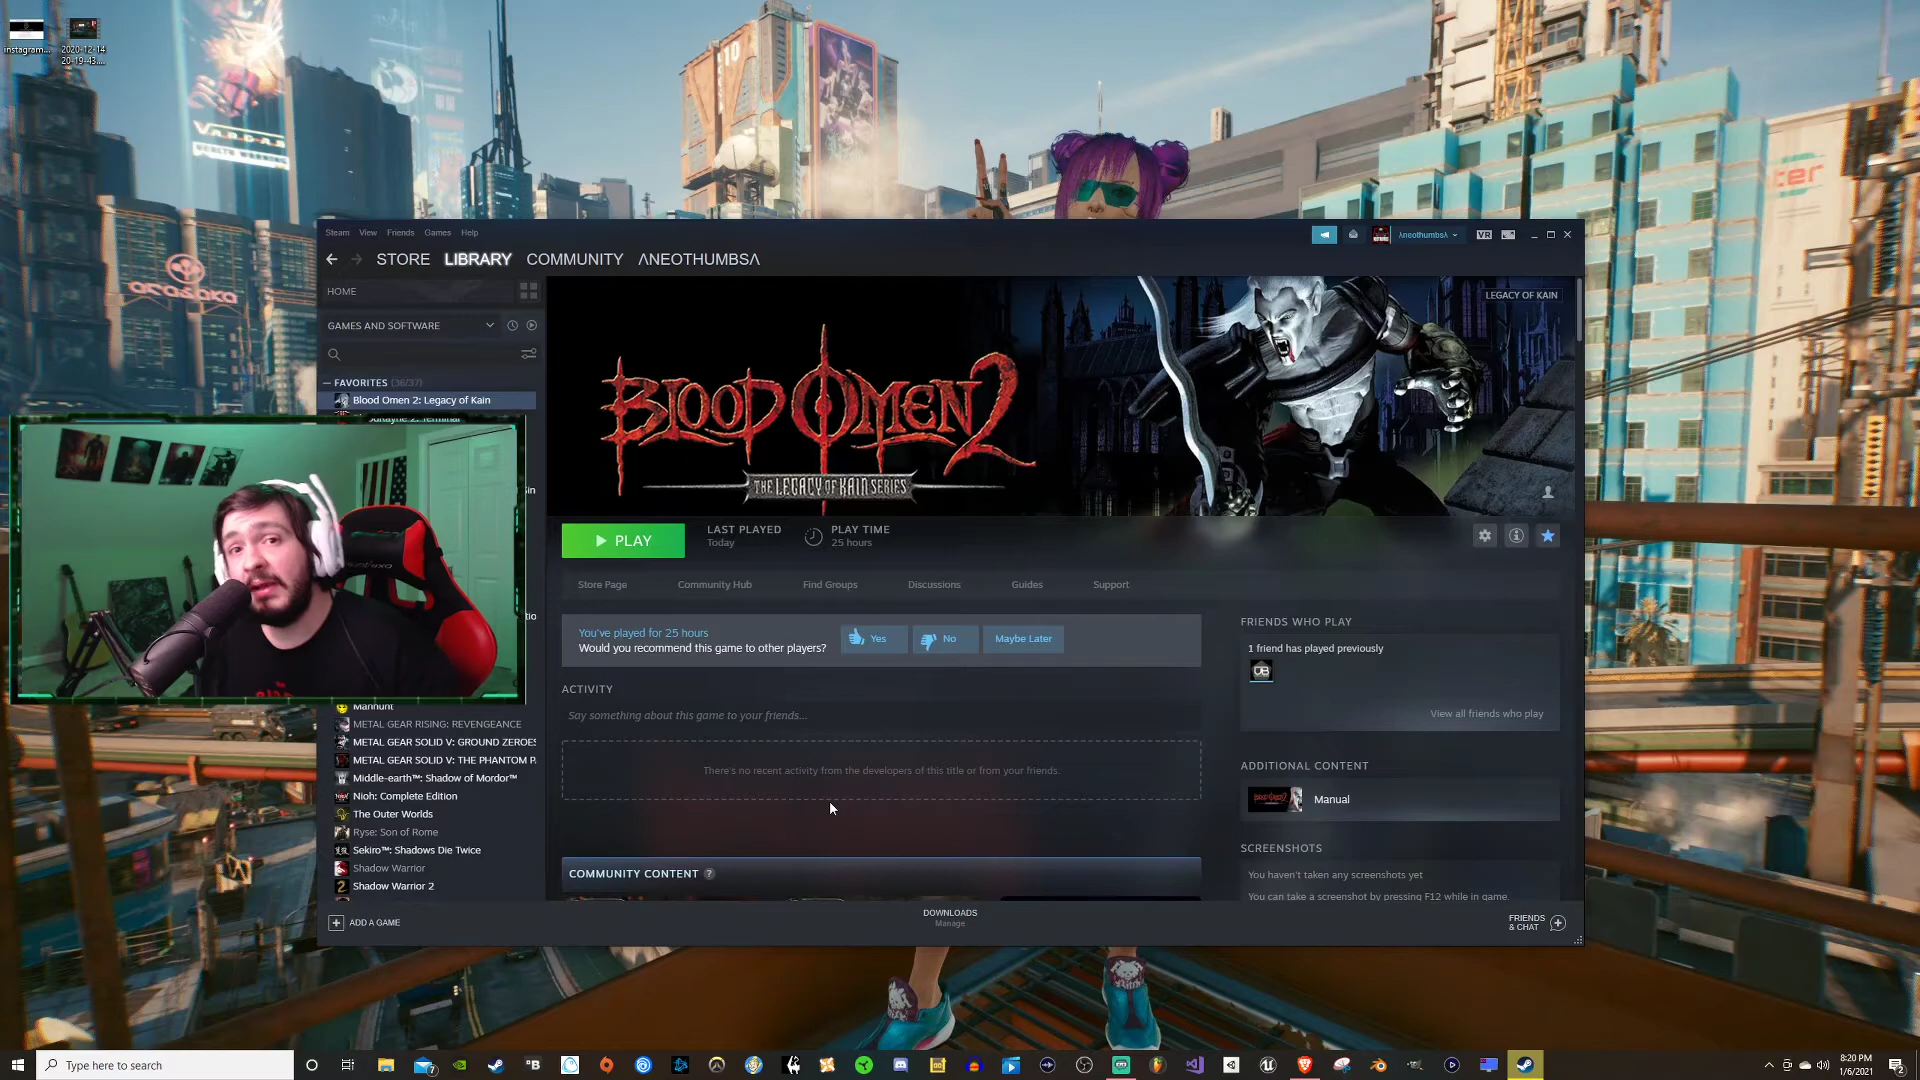 instagram...
2020-12-14
20-19-43....
VARDAS
HEALTH WARNING
10
arasaka
Steam View Friends Games Help
ΛneothumbsΛ
VR
STORE LIBRARY COMMUNITY ΛNEOTHUMBSΛ
HOME
GAMES AND SOFTWARE
FAVORITES (36/37)
Blood Omen 2: Legacy of Kain
LEGACY OF KAIN
BLOOD OMEN 2
THE LEGACY OF KAIN SERIES
PLAY
LAST PLAYED
Today
PLAY TIME
25 hours
Store Page Community Hub Find Groups Discussions Guides Support
You've played for 25 hours
Would you recommend this game to other players?
Yes
No
Maybe Later
ACTIVITY
Say something about this game to your friends...
There's no recent activity from the developers of this title or from your friends.
COMMUNITY CONTENT ?
FRIENDS WHO PLAY
1 friend has played previously
View all friends who play
ADDITIONAL CONTENT
Manual
SCREENSHOTS
You haven't taken any screenshots yet
You can take a screenshot by pressing F12 while in game.
Manhunt
METAL GEAR RISING: REVENGEANCE
METAL GEAR SOLID V: GROUND ZEROES
METAL GEAR SOLID V: THE PHANTOM P
Middle-earth™: Shadow of Mordor™
Nioh: Complete Edition
The Outer Worlds
Ryse: Son of Rome
Sekiro™: Shadows Die Twice
Shadow Warrior
Shadow Warrior 2
ADD A GAME
DOWNLOADS
Manage
FRIENDS
& CHAT
Type here to search
8:20 PM
1/6/2021